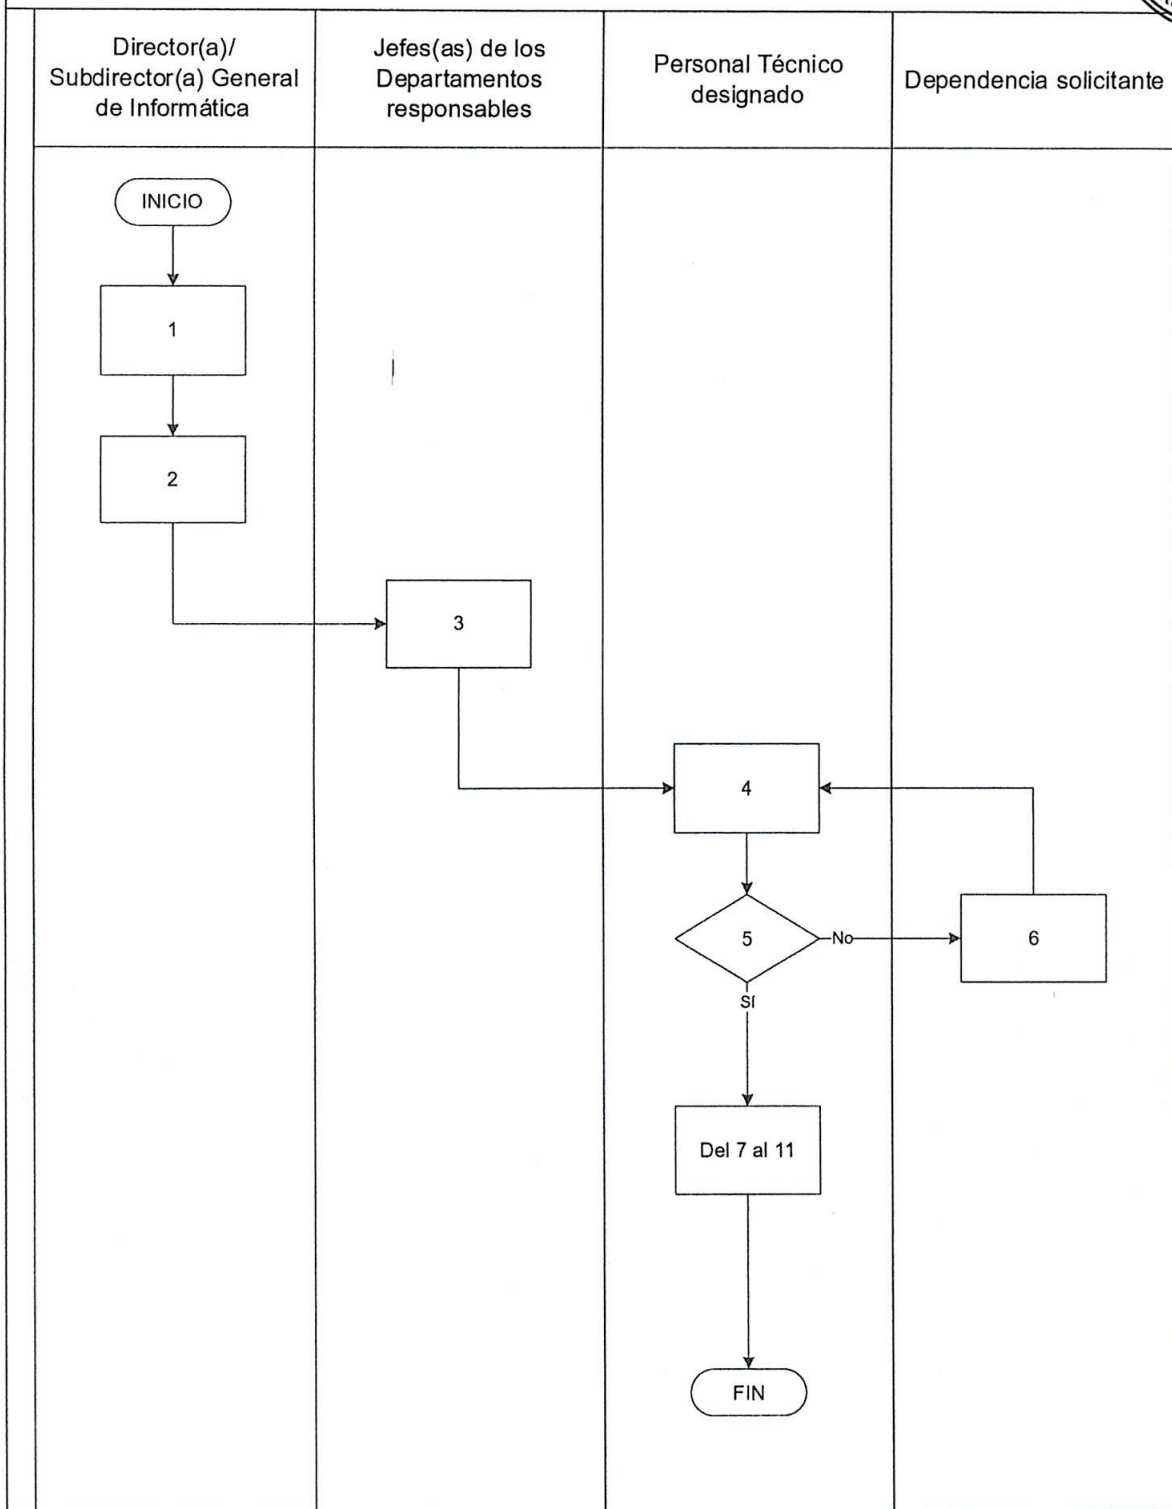 Director(a)/
Subdirector(a) General
de Informática
Jefes(as) de los
Departamentos
responsables
Personal Técnico
designado
Dependencia solicitante
INICIO
1
2
3
4
5
No
6
SÍ
Del 7 al 11
FIN